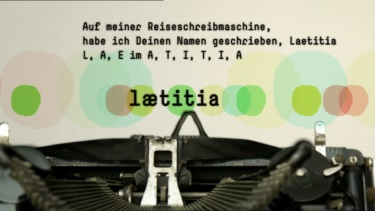 Auf meiner Reiseschreibmaschine,
habe ich Deinen Namen geschrieben, Laetitia
L, A, E im A, T, I, T, I, A
lætitia